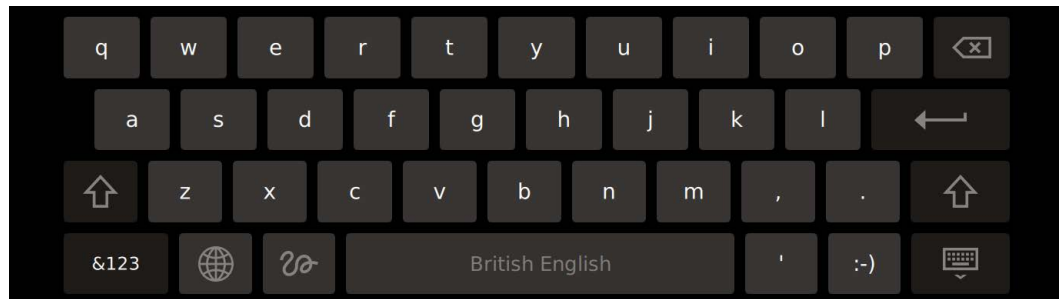 q w e r t y u i o p
a s d f g h j k l
z x c v b n m , .
&123 British English ' :-)